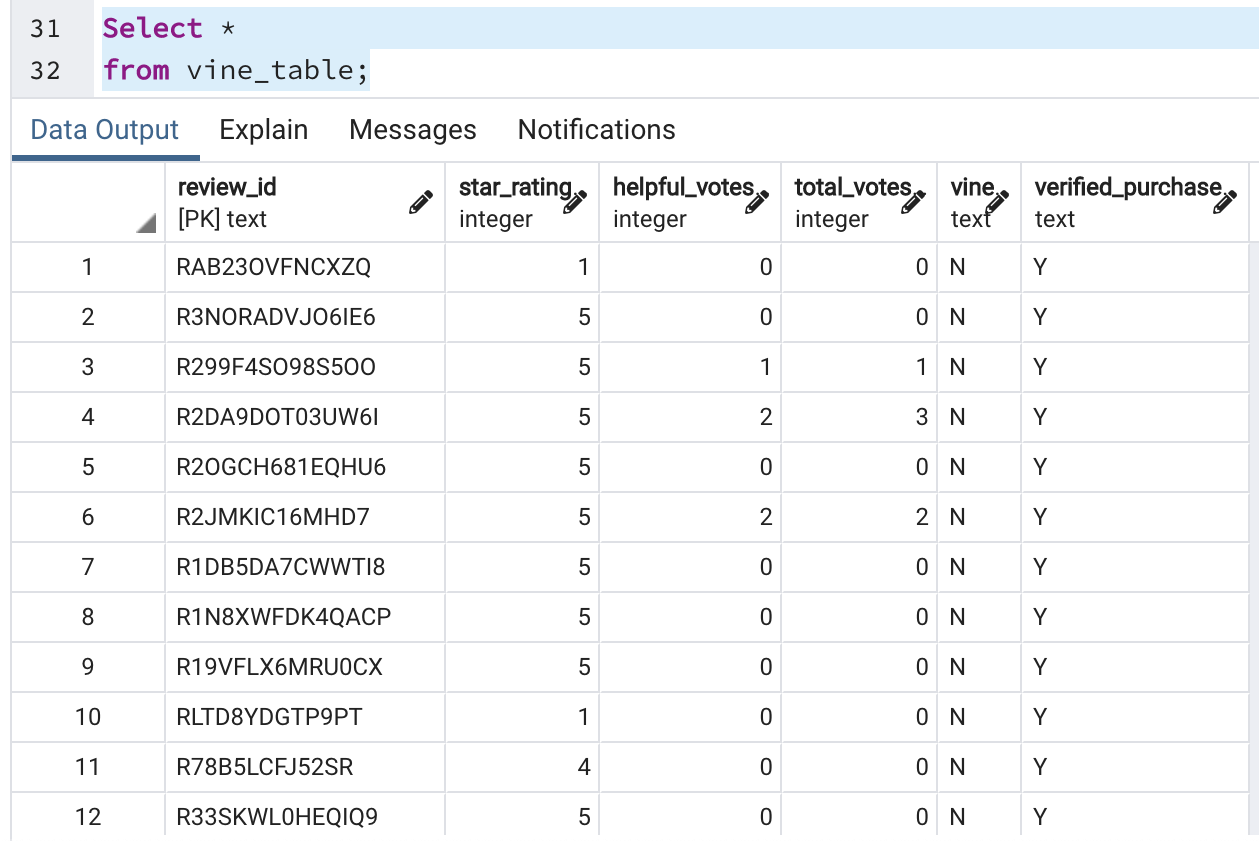 31 Select *
32 from vine_table;
Data Output Explain Messages Notifications
review_id star_rating helpful_votes total_votes vine verified_purchase
[PK] text integer integer integer text text
1 RAB23OVFNCXZQ 1 0 0 N Y
2 R3NORADVJO6IE6 5 0 0 N Y
3 R299F4SO98S5OO 5 1 1 N Y
4 R2DA9DOT03UW6I 5 2 3 N Y
5 R2OGCH681EQHU6 5 0 0 N Y
6 R2JMKIC16MHD7 5 2 2 N Y
7 R1DB5DA7CWWTI8 5 0 0 N Y
8 R1N8XWFDK4QACP 5 0 0 N Y
9 R19VFLX6MRU0CX 5 0 0 N Y
10 RLTD8YDGTP9PT 1 0 0 N Y
11 R78B5LCFJ52SR 4 0 0 N Y
12 R33SKWL0HEQIQ9 5 0 0 N Y